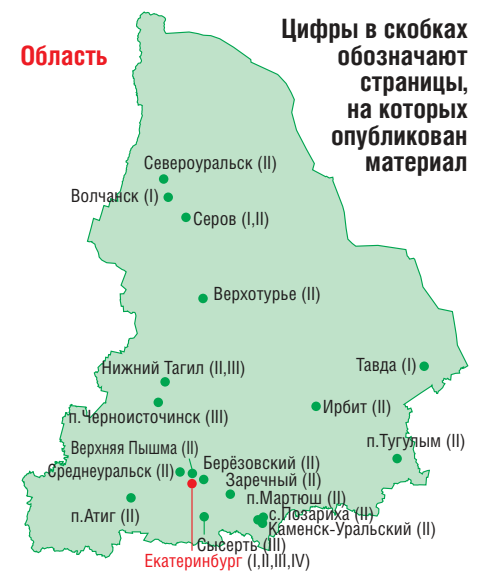 Область
Цифры в скобках
обозначают
страницы,
на которых
опубликован
материал
Североуральск (II)
Волчанск (I)
Серов (I,II)
Верхотурье (II)
Тавда (I)
Нижний Тагил (II,III)
п.Черноисточинск (III)
Ирбит (II)
п.Тугулым (II)
Верхняя Пышма (II)
Берёзовский (II)
Среднеуральск (II)
Заречный (II)
п.Мартюш (II)
п.Атиг (II)
с.Позариха (II)
Каменск-Уральский (II)
Сысерть (III)
Екатеринбург (I,II,III,IV)